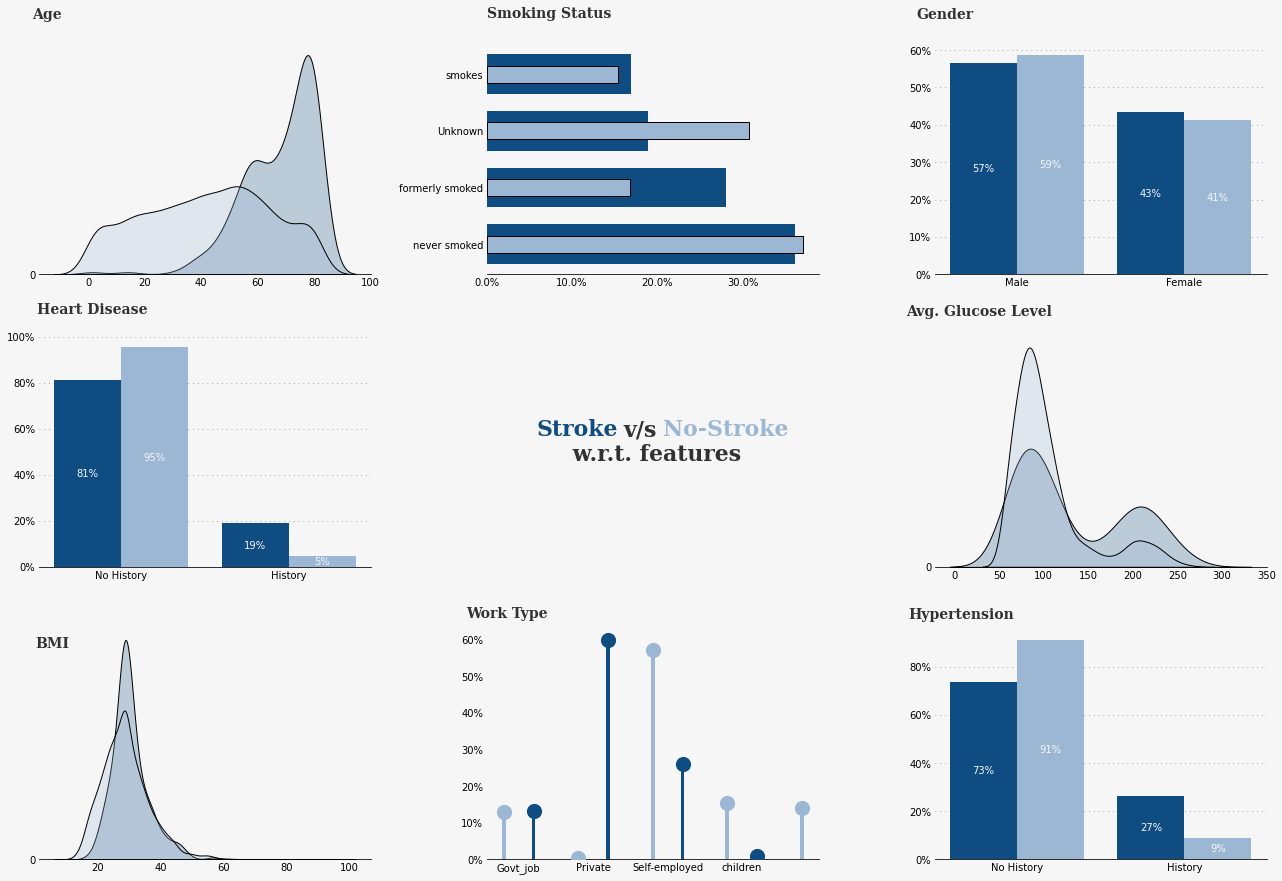 Age
0
0 20 40 60 80 100
Smoking Status
smokes
Unknown
formerly smoked
never smoked
0.0% 10.0% 20.0% 30.0%
Gender
60%
50%
40%
30%
20%
10%
0%
57%
59%
43%
41%
Male Female
Heart Disease
100%
80%
60%
40%
20%
0%
81%
95%
19%
5%
No History History
Stroke v/s No-Stroke
w.r.t. features
Avg. Glucose Level
0
0 50 100 150 200 250 300 350
BMI
0
20 40 60 80 100
Work Type
60%
50%
40%
30%
20%
10%
0%
Govt_job Private Self-employed children
Hypertension
80%
60%
40%
20%
0%
73%
91%
27%
9%
No History History